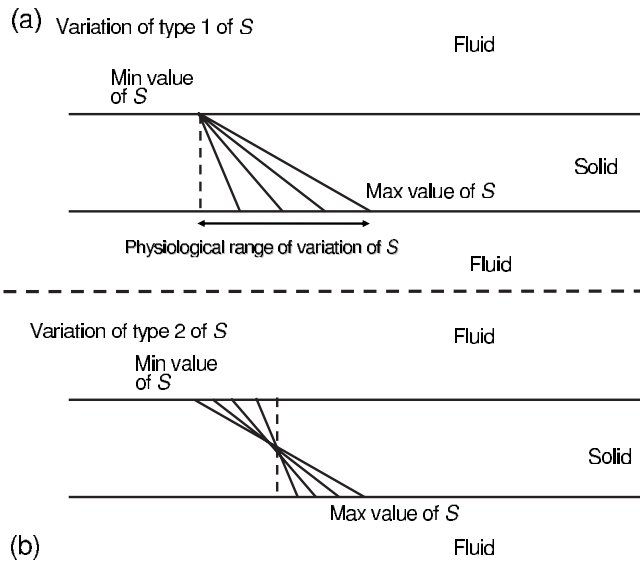 (a)
Variation of type 1 of S
Fluid
Min value
of S
Solid
Max value of S
Physiological range of variation of S
Fluid
Variation of type 2 of S
Fluid
Min value
of S
Solid
Max value of S
(b)
Fluid